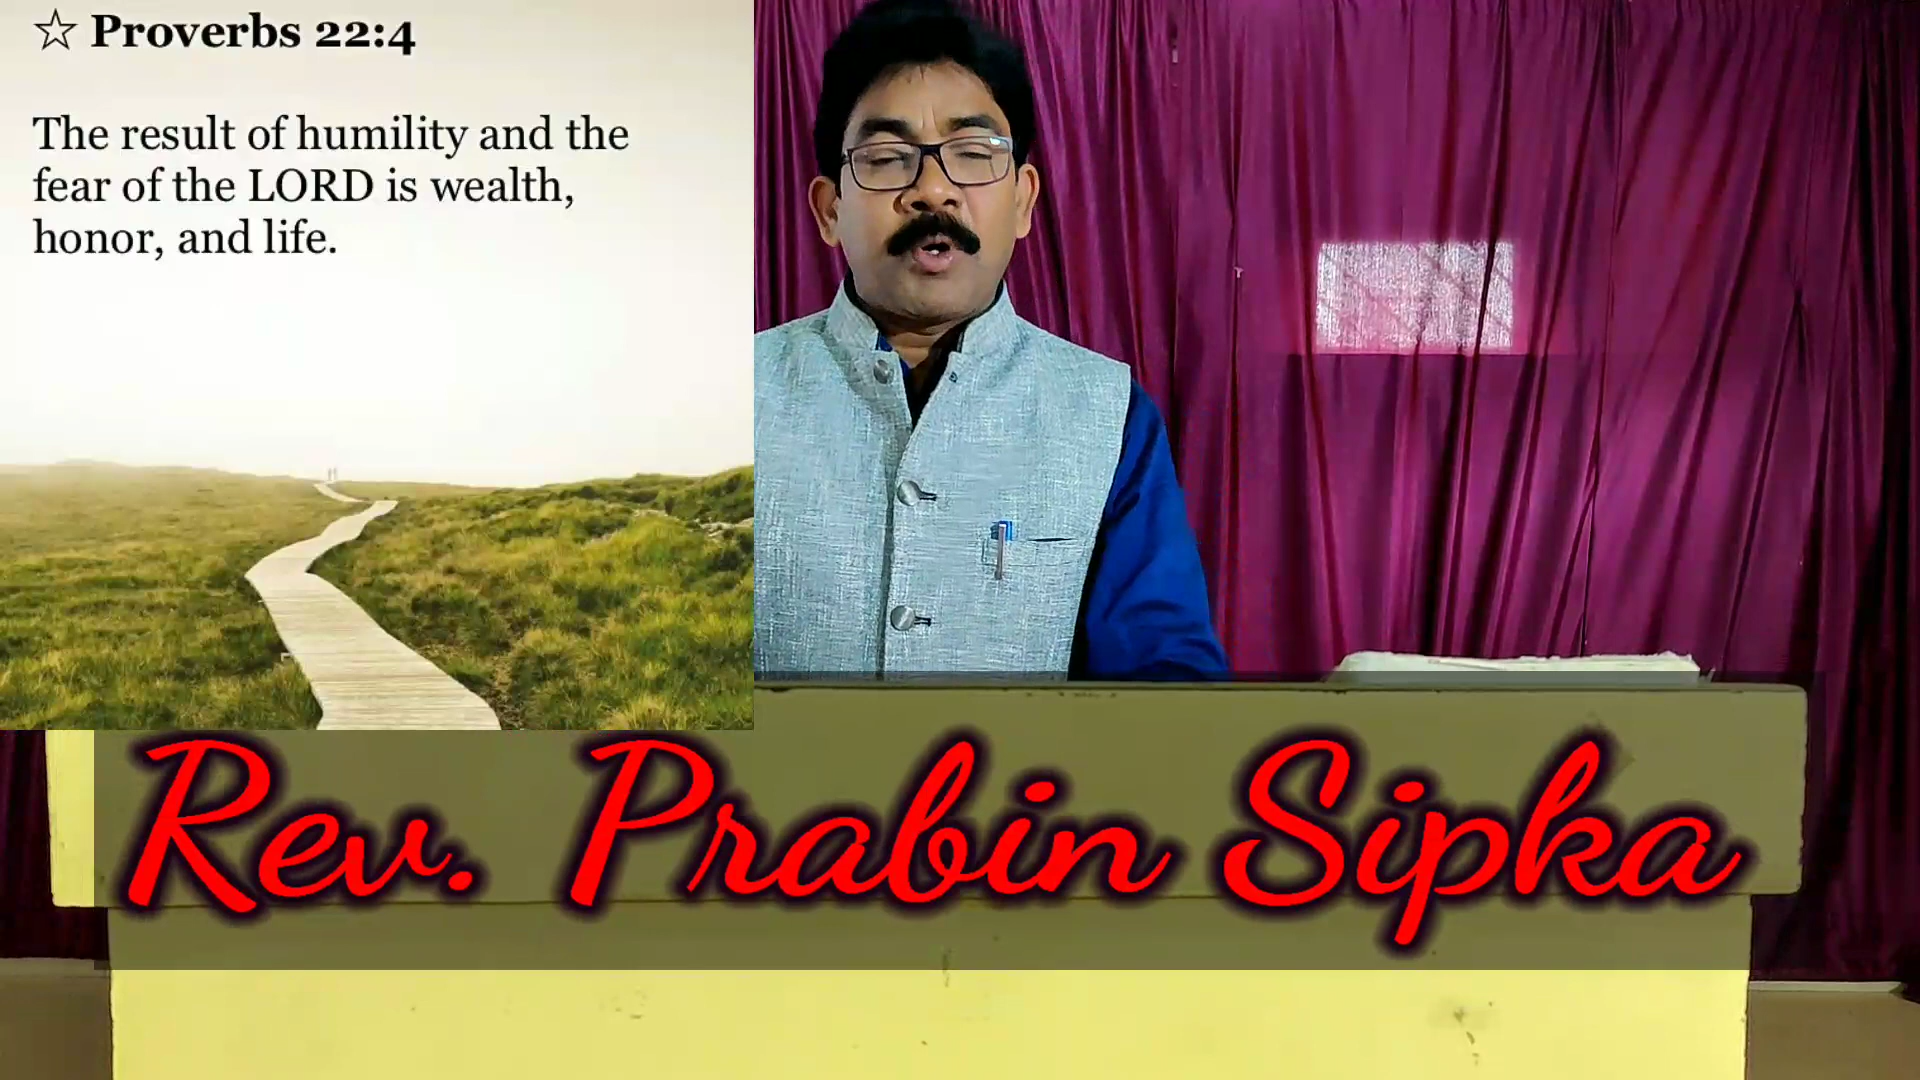 ☆ Proverbs 22:4
The result of humility and the
fear of the LORD is wealth,
honor, and life.
Rev. Prabin Sipka